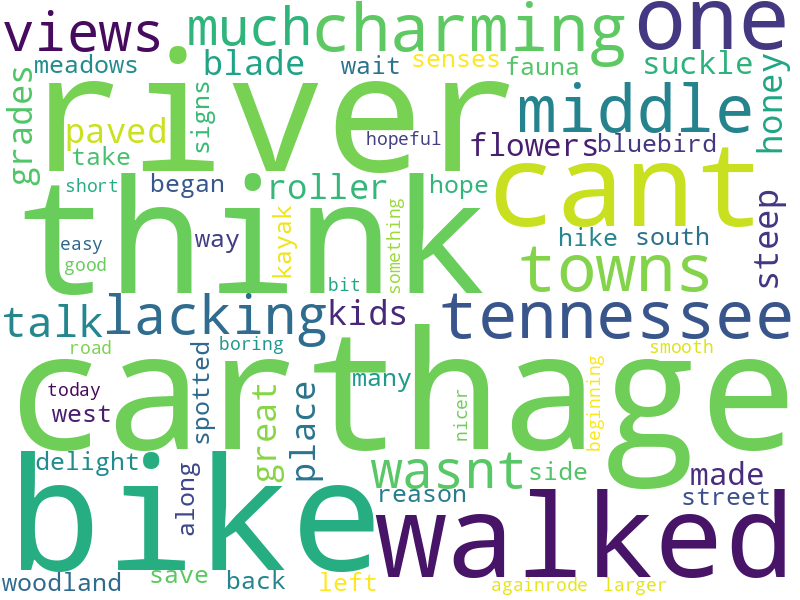 views much charming one
meadows blade wait senses fauna suckle
river
grades paved signs hopeful middle honey
take flowers bluebird
think cant
short began roller hope
easy way kayak something hike south steep
good bit towns
talk lacking kids tennessee
road boring smooth
carthage
today spotted great place many nicer beginning
west
delight wasnt side made
bike along reason street
walked
woodland save back left againrode larger